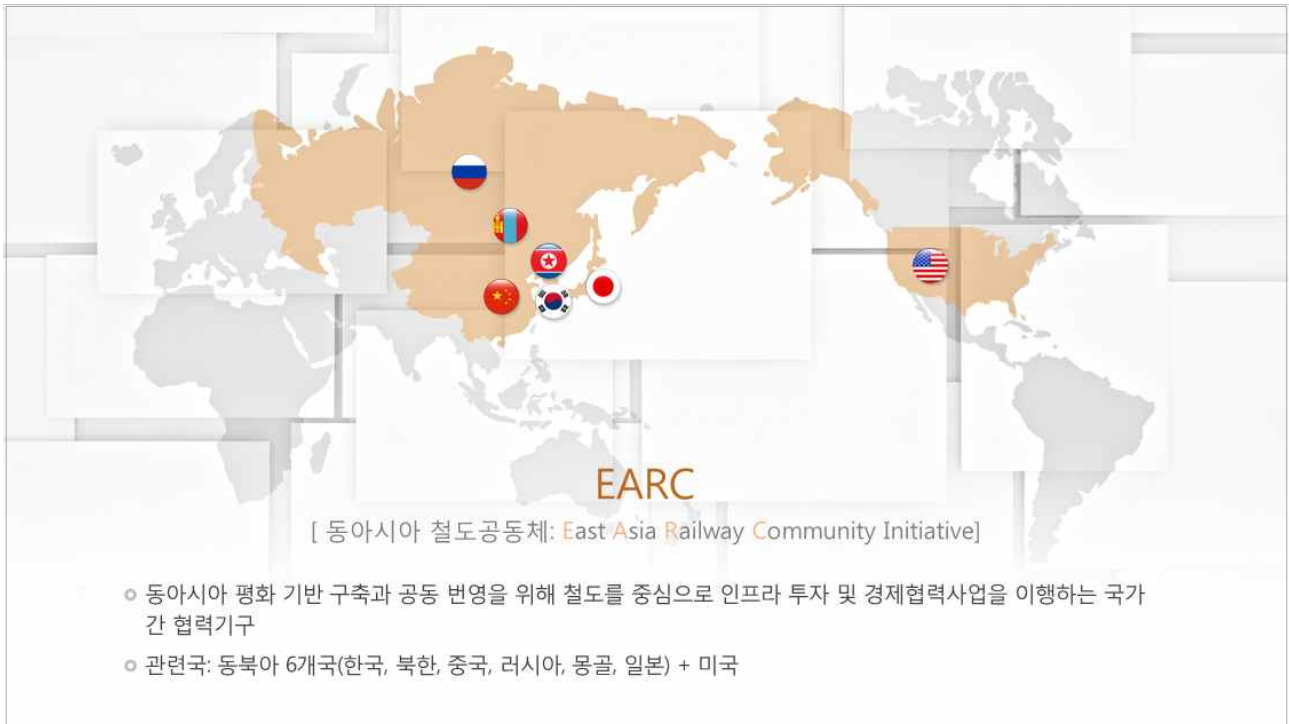 EARC
[ 동아시아 철도공동체: East Asia Railway Community Initiative]
동아시아 평화 기반 구축과 공동 번영을 위해 철도를 중심으로 인프라 투자 및 경제협력사업을 이행하는 국가
간 협력기구
관련국: 동북아 6개국(한국, 북한, 중국, 러시아, 몽골, 일본) + 미국